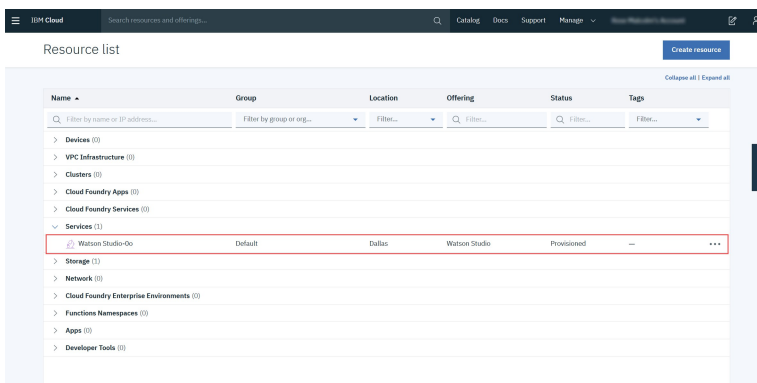 IBM Cloud Search resources and offerings... Catalog Docs Support Manage
Resource list Create resource
Collapse all | Expand all
Name Group Location Offering Status Tags
Filter by name or IP address... Filter by group or org... Filter... Filter... Filter... Filter...
Devices (0)
VPC Infrastructure (0)
Clusters (0)
Cloud Foundry Apps (0)
Cloud Foundry Services (0)
Services (1)
Watson Studio-0o Default Dallas Watson Studio Provisioned —
Storage (1)
Network (0)
Cloud Foundry Enterprise Environments (0)
Functions Namespaces (0)
Apps (0)
Developer Tools (0)